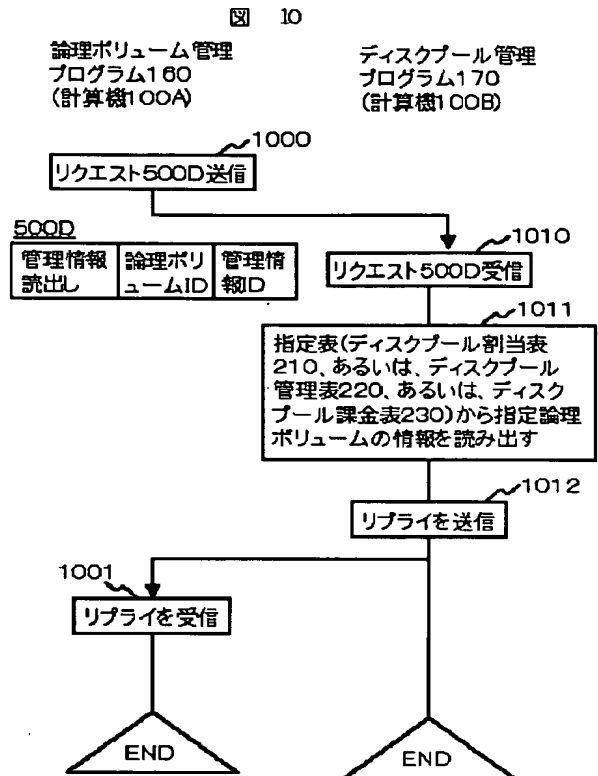 図 10
論理ボリューム管理
プログラム160
(計算機100A)
ディスクプール管理
プログラム170
(計算機100B)
1000
リクエスト500D送信
500D
管理情報
読出し
論理ボリ
ュームID
管理情
報ID
1010
リクエスト500D受信
1011
指定表(ディスクプール割当表
210、あるいは、ディスクプール
管理表220、あるいは、ディスク
プール課金表230)から指定論理
ボリュームの情報を読み出す
1012
リプライを送信
1001
リプライを受信
END
END